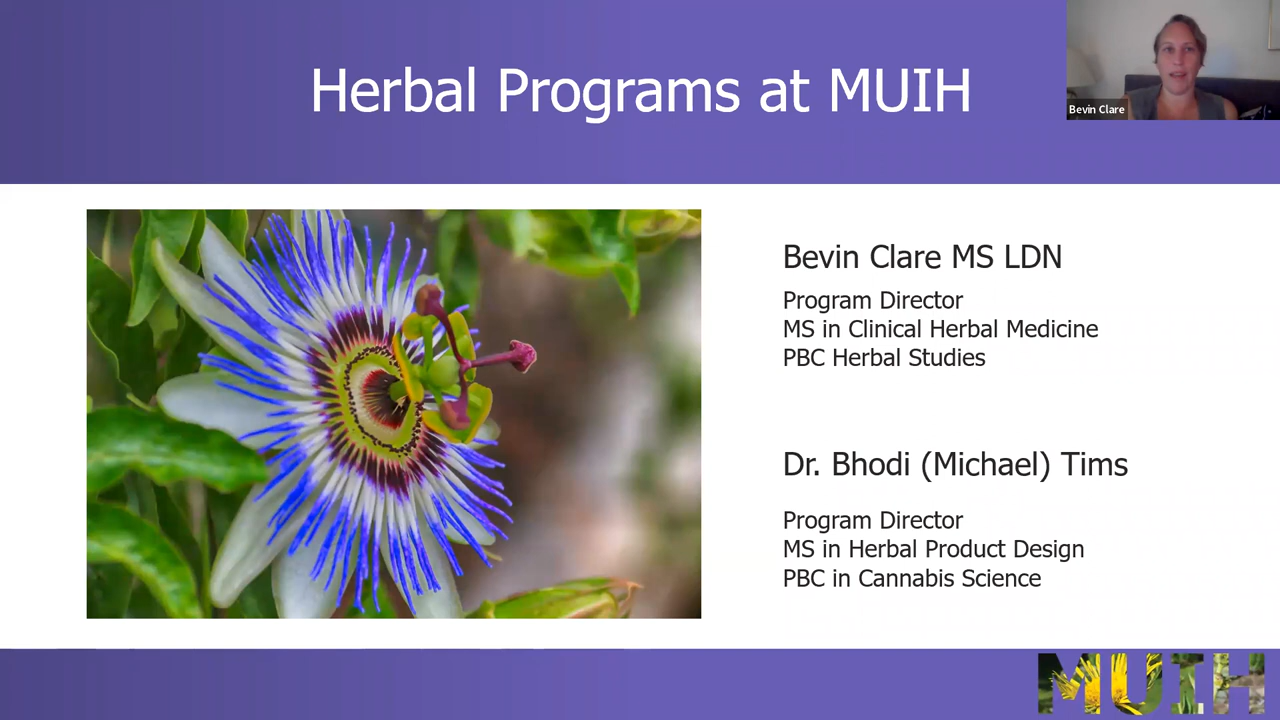 Herbal Programs at MUIH
Bevin Clare
Bevin Clare MS LDN
Program Director
MS in Clinical Herbal Medicine
PBC Herbal Studies
Dr. Bhodi (Michael) Tims
Program Director
MS in Herbal Product Design
PBC in Cannabis Science
MUIH